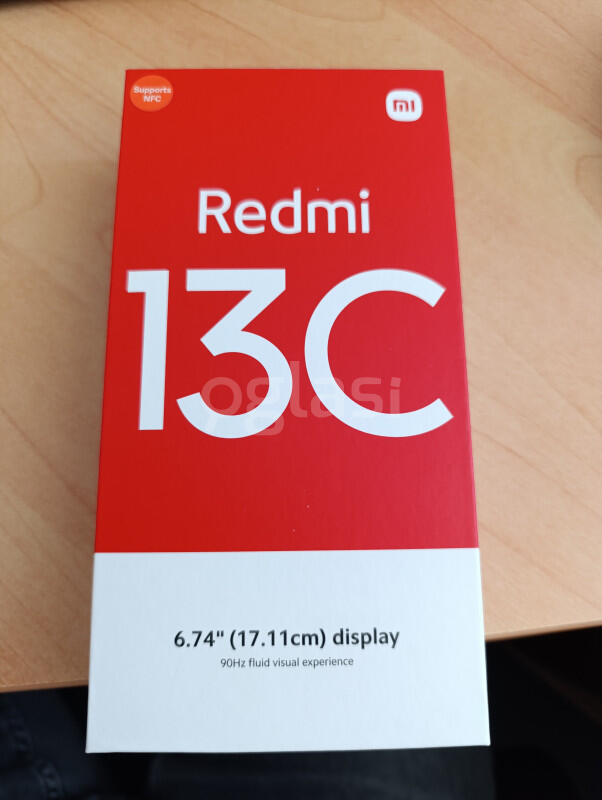 Supports
NFC
mi
Redmi
13C
oglasi
6.74" (17.11cm) display
90Hz fluid visual experience